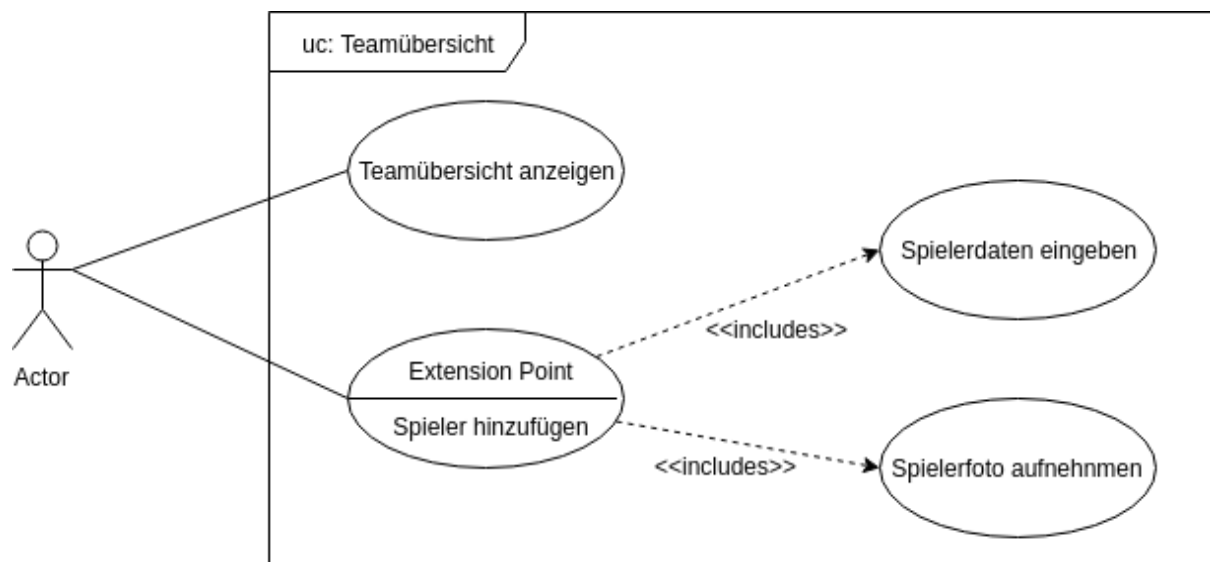 uc: Teamübersicht
Teamübersicht anzeigen
Spielerdaten eingeben
<<includes>>
Extension Point
Actor
Spieler hinzufügen
<<includes>>
Spielerfoto aufnehnmen